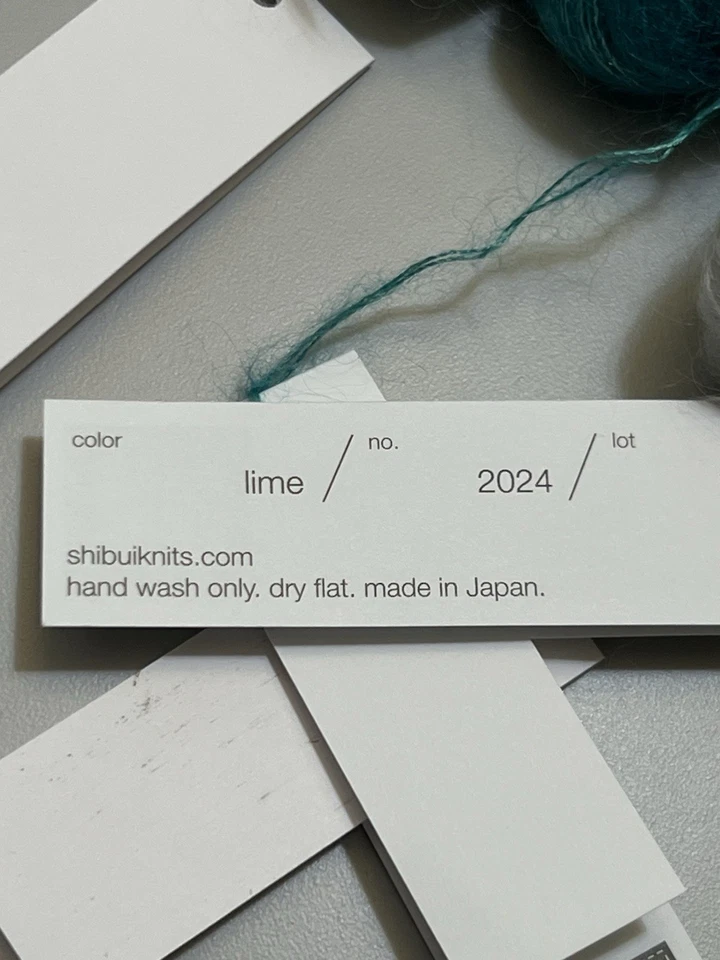 color lime / no. 2024 / lot
shibuiknits.com
hand wash only. dry flat. made in Japan.